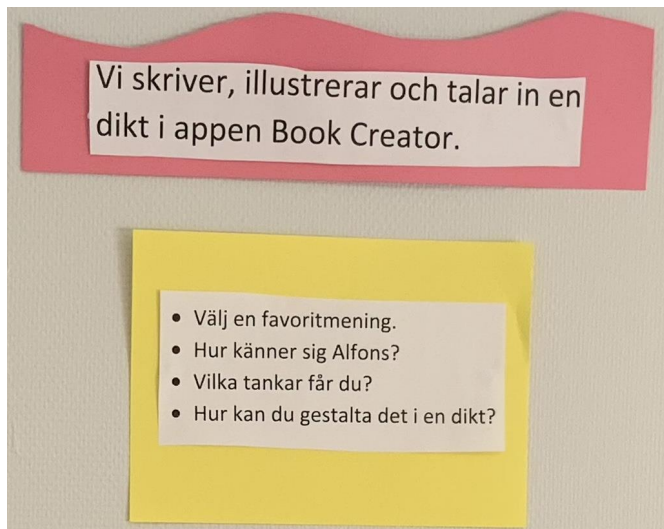 Vi skriver, illustrerar och talar in en
dikt i appen Book Creator.
• Välj en favoritmening.
• Hur känner sig Alfons?
• Vilka tankar får du?
• Hur kan du gestalta det i en dikt?